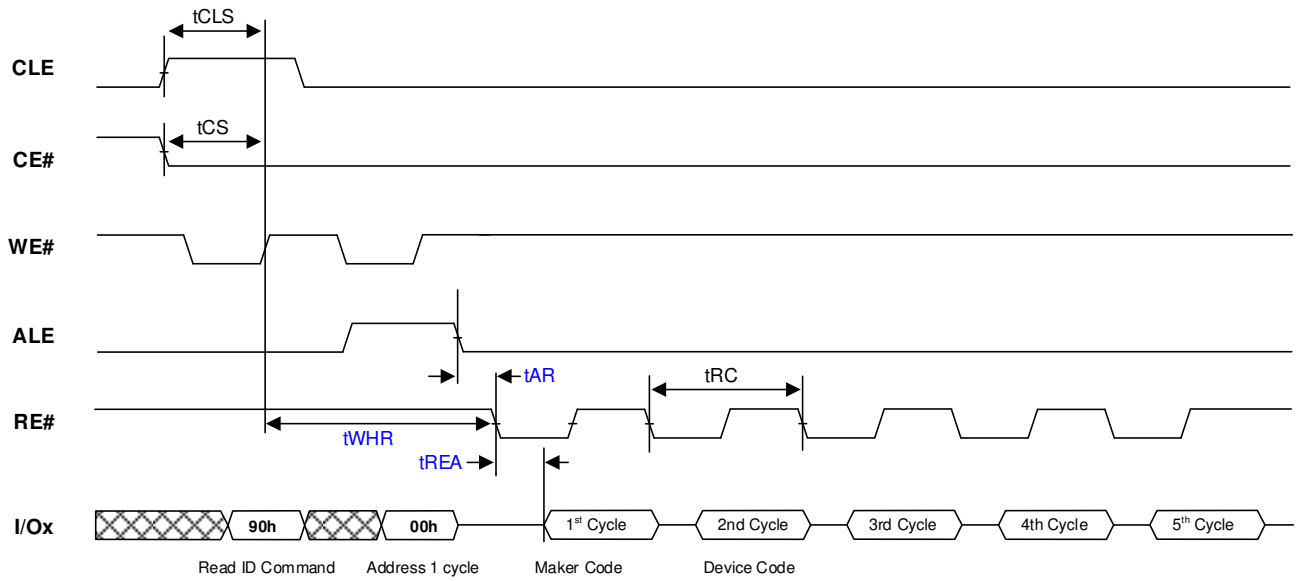 tCLS
CLE
tCS
CE#
WE#
ALE
tAR
tRC
RE#
tWHR
tREA
I/Ox 90h 00h 1st Cycle 2nd Cycle 3rd Cycle 4th Cycle 5th Cycle
Read ID Command Address 1 cycle Maker Code Device Code